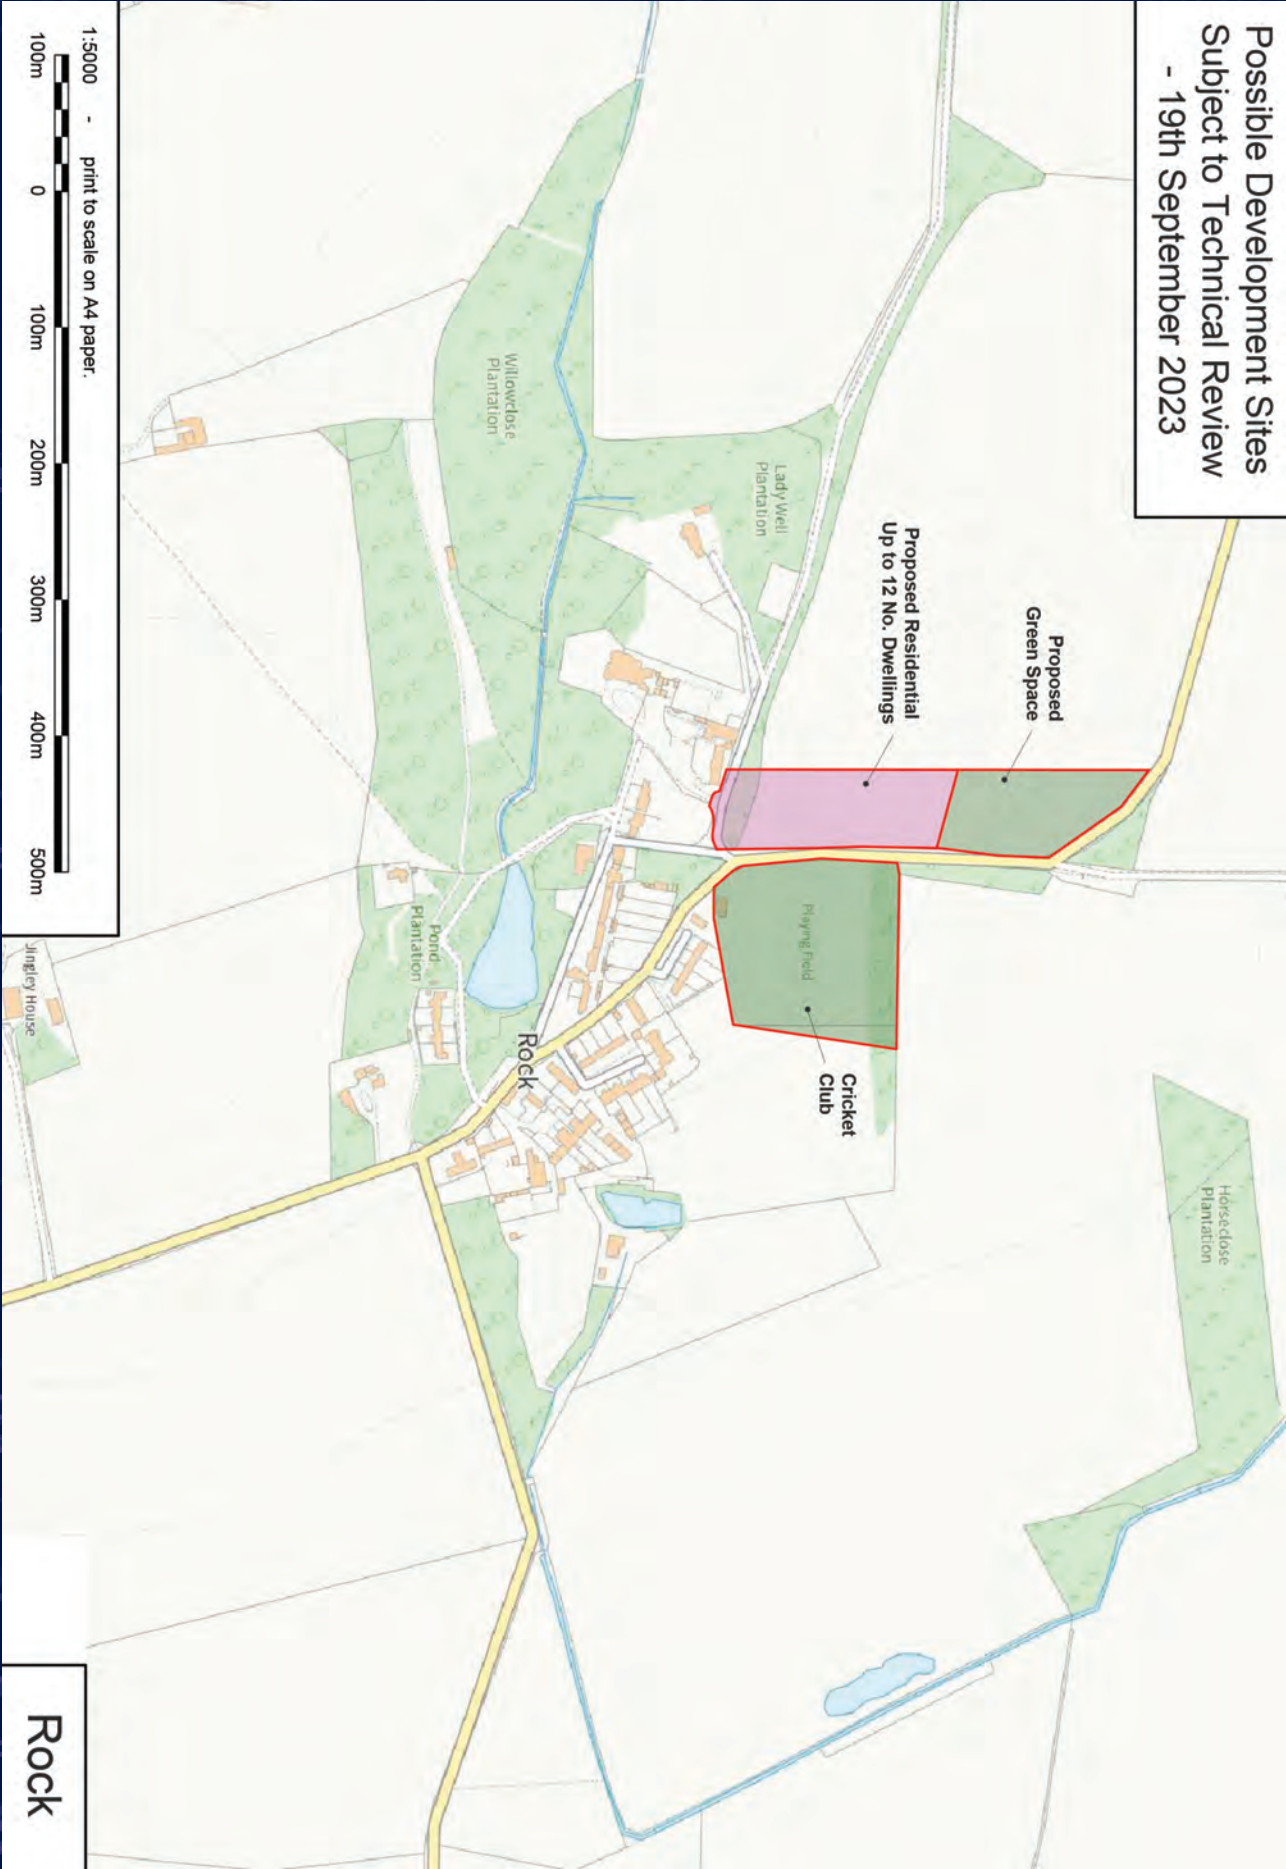 Possible Development Sites
Subject to Technical Review
- 19th September 2023
Proposed
Green Space
Proposed Residential
Up to 12 No. Dwellings
Lady Well
Plantation
Willowclose
Plantation
Playing Field
Cricket
Club
Horseclose
Plantation
Rock
Pond
Plantation
Jingley House
1:5000 - print to scale on A4 paper.
100m 0 100m 200m 300m 400m 500m
Rock